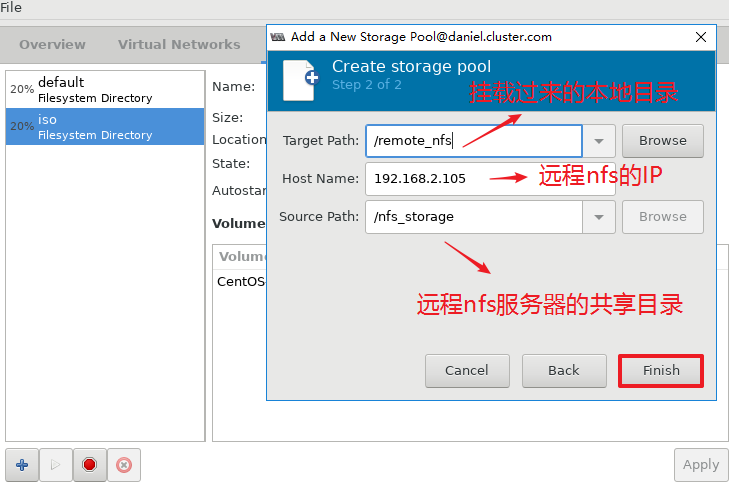 File
Overview
Virtual Networks
20%
default
Filesystem Directory
20%
iso
Filesystem Directory
Name:
Size:
Location
State:
Autostar
Volume
Volum
CentOS
Add a New Storage Pool@daniel.cluster.com
Create storage pool
Step 2 of 2
挂载过来的本地目录
Target Path:
/remote_nfs
Browse
Host Name:
192.168.2.105
远程nfs的IP
Source Path:
/nfs_storage
Browse
远程nfs服务器的共享目录
Cancel
Back
Finish
Apply